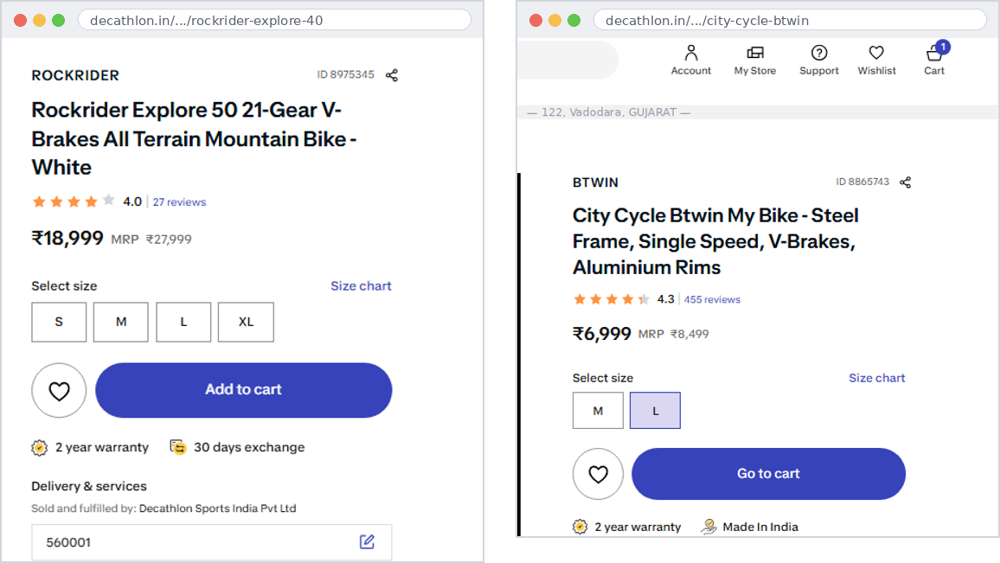 decathlon.in/.../rockrider-explore-40
ROCKRIDER
ID 8975345
Rockrider Explore 50 21-Gear V-
Brakes All Terrain Mountain Bike -
White
4.0
27 reviews
₹18,999 MRP ₹27,999
Select size
Size chart
S M L XL
Add to cart
2 year warranty
30 days exchange
Delivery & services
Sold and fulfilled by: Decathlon Sports India Pvt Ltd
560001
decathlon.in/.../city-cycle-btwin
1
Account My Store Support Wishlist Cart
— 122, Vadodara, GUJARAT —
BTWIN
ID 8865743
City Cycle Btwin My Bike - Steel
Frame, Single Speed, V-Brakes,
Aluminium Rims
4.3
455 reviews
₹6,999 MRP ₹8,499
Select size
Size chart
M L
Go to cart
2 year warranty
Made In India